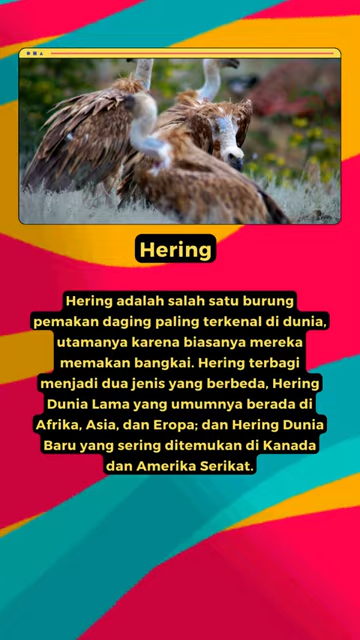 Hering
Hering adalah salah satu burung
pemakan daging paling terkenal di dunia,
utamanya karena biasanya mereka
memakan bangkai. Hering terbagi
menjadi dua jenis yang berbeda, Hering
Dunia Lama yang umumnya berada di
Afrika, Asia, dan Eropa; dan Hering Dunia
Baru yang sering ditemukan di Kanada
dan Amerika Serikat.